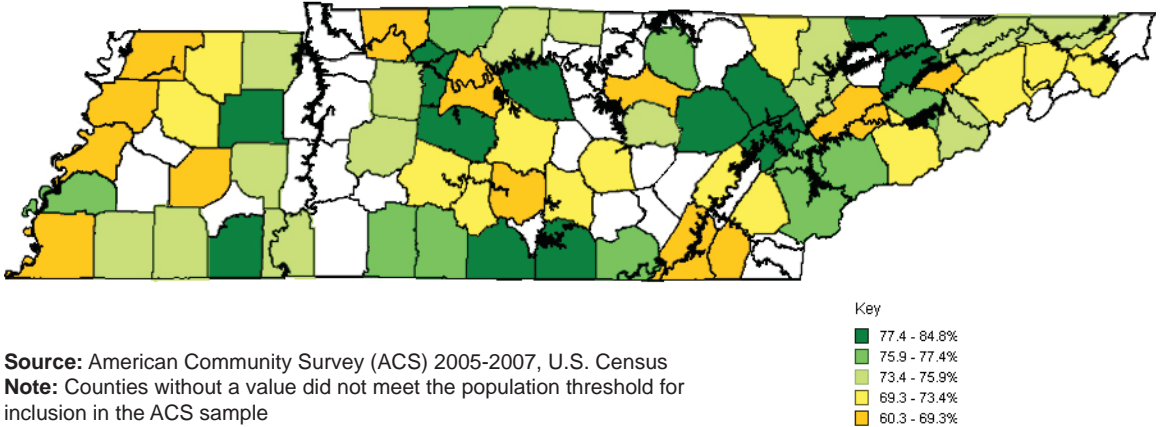 Key
77.4 - 84.8%
75.9 - 77.4%
73.4 - 75.9%
69.3 - 73.4%
60.3 - 69.3%
Source: American Community Survey (ACS) 2005-2007, U.S. Census
Note: Counties without a value did not meet the population threshold for
inclusion in the ACS sample